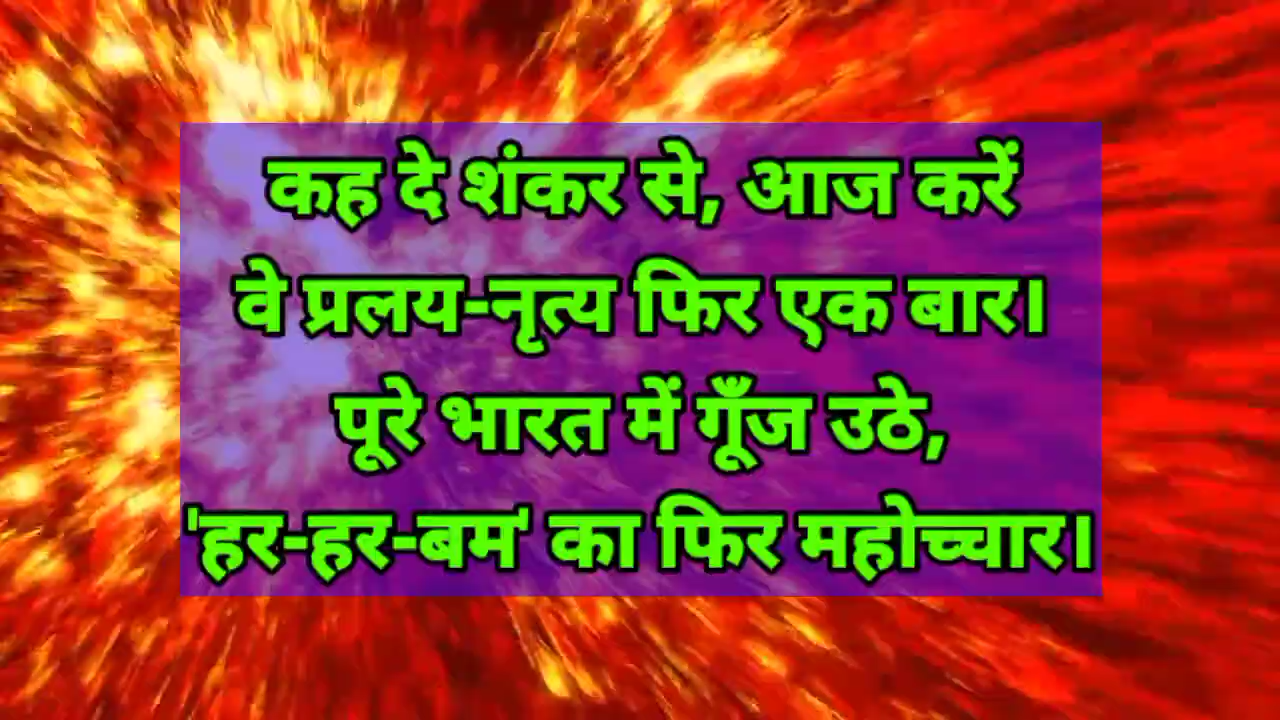 कह दे शंकर से, आज करें
वे प्रलय-नृत्य फिर एक बार।
पूरे भारत में गूँज उठे,
'हर-हर-बम' का फिर महोच्चार।